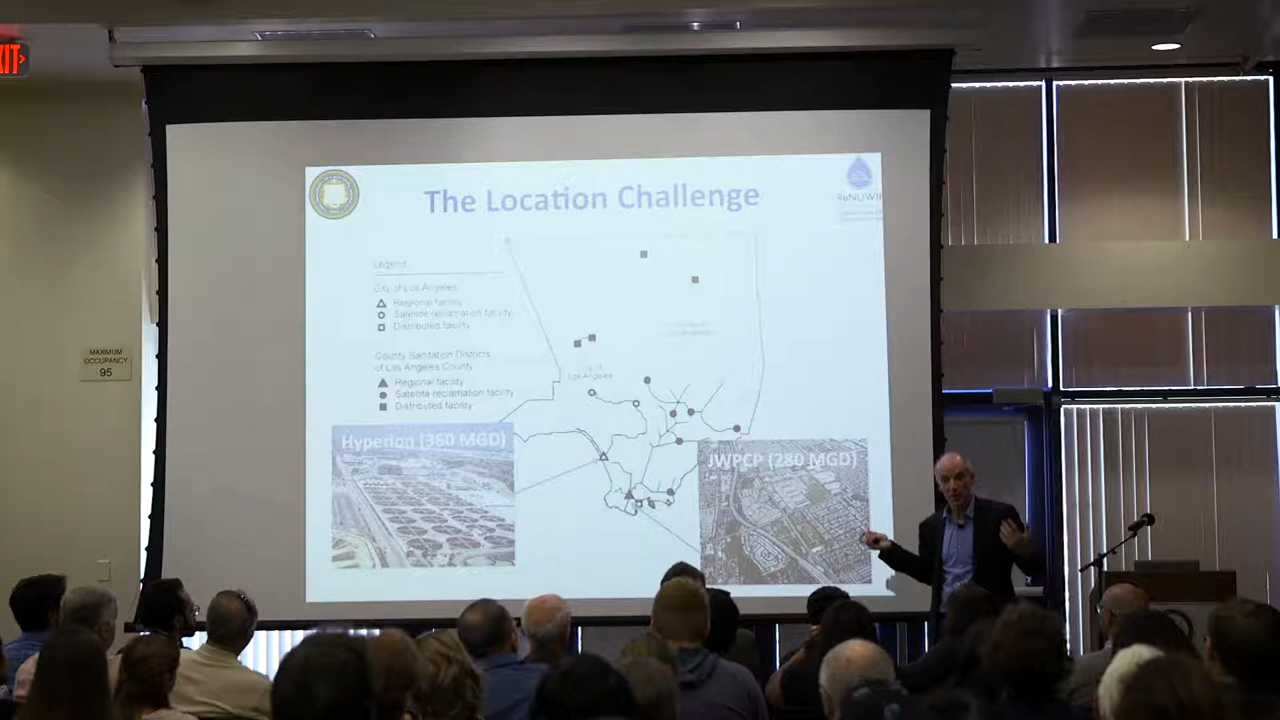 XIT
The Location Challenge
ReNUWIt
Legend
City of Los Angeles
Regional facility
Satellite reclamation facility
Distributed facility
County Sanitation Districts
of Los Angeles County
Regional facility
Satellite reclamation facility
Distributed facility
Los Angeles
Hyperion (360 MGD)
JWPCP (280 MGD)
MAXIMUM
OCCUPANCY
95